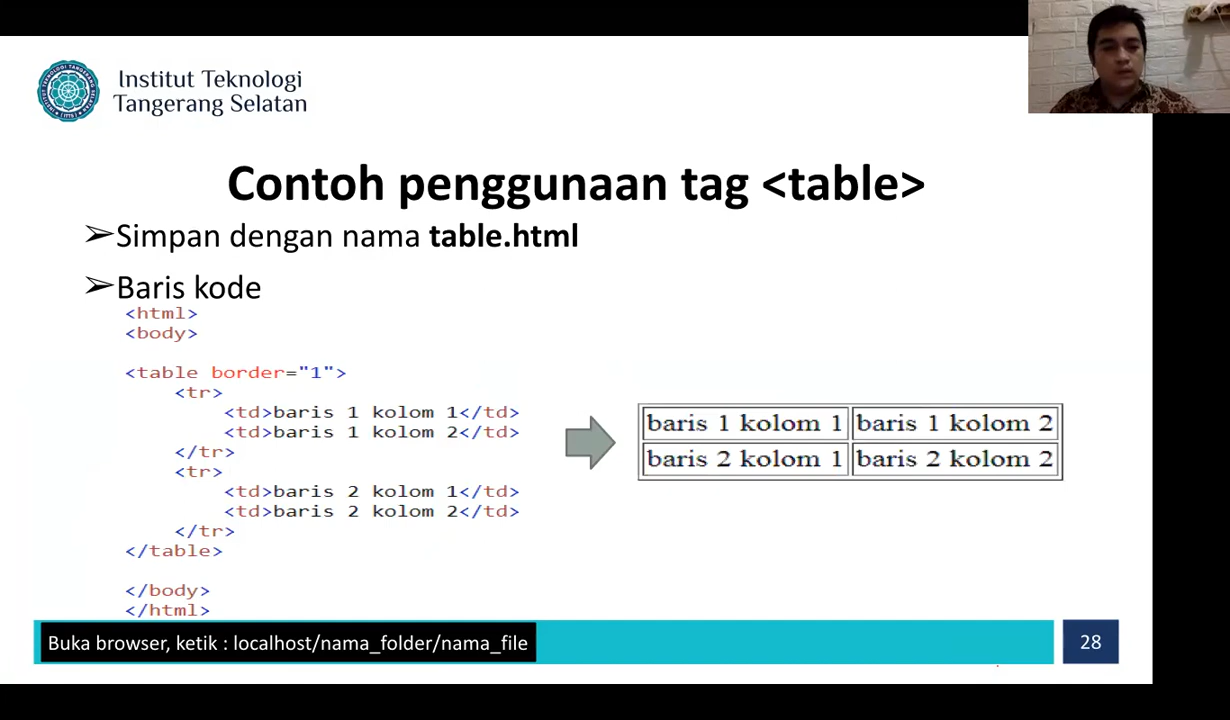 Institut Teknologi
Tangerang Selatan
Contoh penggunaan tag <table>
➢Simpan dengan nama table.html
➢Baris kode
<html>
<body>
<table border="1">
<tr>
<td>baris 1 kolom 1</td>
<td>baris 1 kolom 2</td>
</tr>
<tr>
<td>baris 2 kolom 1</td>
<td>baris 2 kolom 2</td>
</tr>
</table>
</body>
</html>
baris 1 kolom 1 baris 1 kolom 2
baris 2 kolom 1 baris 2 kolom 2
Buka browser, ketik : localhost/nama_folder/nama_file
28